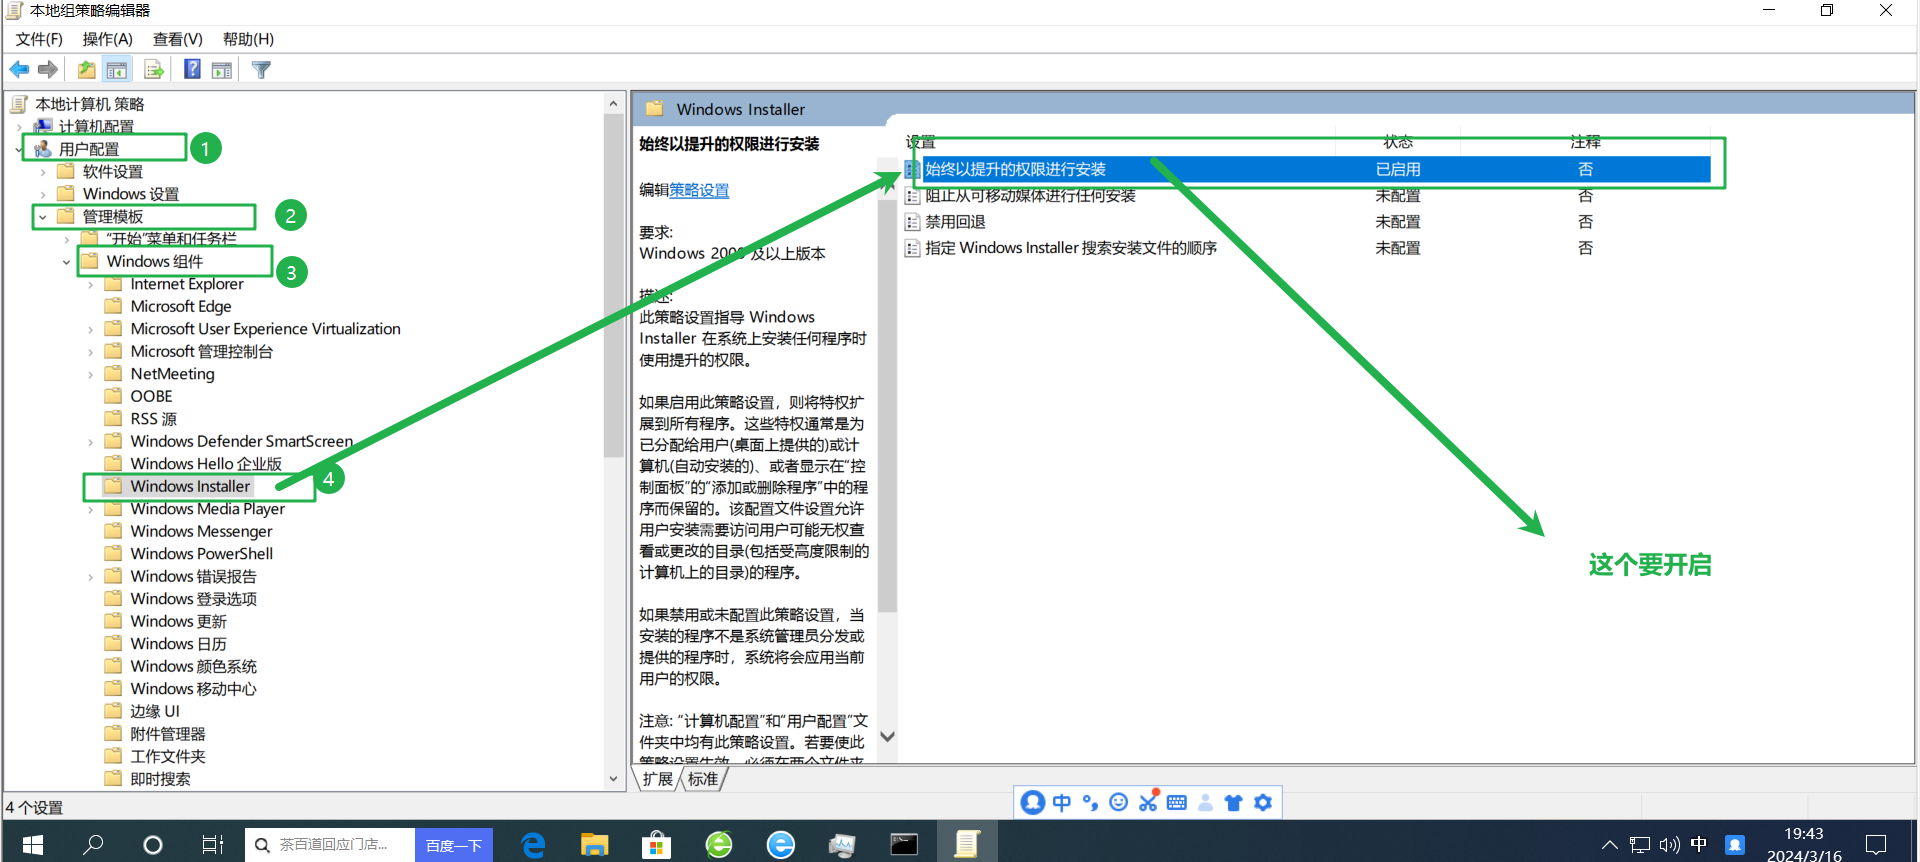 本地组策略编辑器
文件(F) 操作(A) 查看(V) 帮助(H)
本地计算机 策略
计算机配置
用户配置
1
软件设置
Windows 设置
管理模板
2
"开始"菜单和任务栏
Windows 组件
3
Internet Explorer
Microsoft Edge
Microsoft User Experience Virtualization
Microsoft 管理控制台
NetMeeting
OOBE
RSS 源
Windows Defender SmartScreen
Windows Hello 企业版
Windows Installer
4
Windows Media Player
Windows Messenger
Windows PowerShell
Windows 错误报告
Windows 登录选项
Windows 更新
Windows 日历
Windows 颜色系统
Windows 移动中心
边缘 UI
附件管理器
工作文件夹
即时搜索
Windows Installer
始终以提升的权限进行安装
编辑策略设置
要求:
Windows 2000 及以上版本
描述:
此策略设置指导 Windows
Installer 在系统上安装任何程序时
使用提升的权限。
如果启用此策略设置，则将特权扩
展到所有程序。这些特权通常是为
已分配给用户(桌面上提供的)或计
算机(自动安装的)、或者显示在"控
制面板"的"添加或删除程序"中的程
序而保留的。该配置文件设置允许
用户安装需要访问用户可能无权查
看或更改的目录(包括受高度限制的
计算机上的目录)的程序。
如果禁用或未配置此策略设置，当
安装的程序不是系统管理员分发或
提供的程序时，系统将会应用当前
用户的权限。
注意: "计算机配置"和"用户配置"文
件夹中均有此策略设置。若要使此
策略设置生效，必须在两个文件夹
设置 状态 注释
始终以提升的权限进行安装 已启用 否
阻止从可移动媒体进行任何安装 未配置 否
禁用回退 未配置 否
指定 Windows Installer 搜索安装文件的顺序 未配置 否
这个要开启
扩展 标准
4 个设置
中
茶百道回应门店...
百度一下
中
19:43
2024/3/16